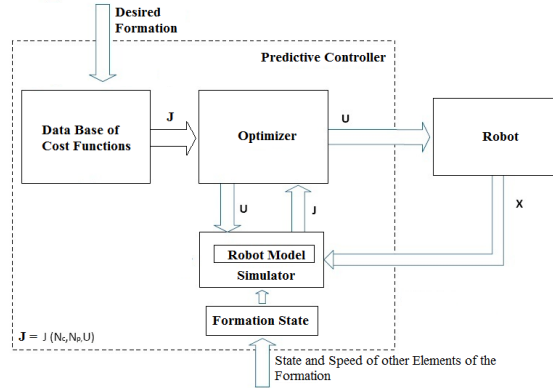 Desired
Formation
Predictive Controller
Data Base of
Cost Functions
J
Optimizer
U
Robot
U
J
X
Robot Model
Simulator
Formation State
J = J (Nc,Np,U)
State and Speed of other Elements of the
Formation